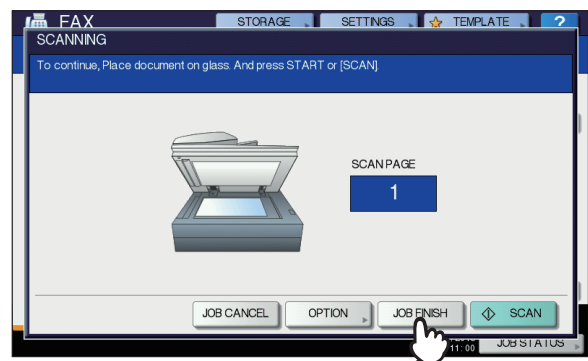 FAX
STORAGE
SETTINGS
TEMPLATE
?
SCANNING
To continue, Place document on glass. And press START or [SCAN].
SCAN PAGE
1
JOB CANCEL
OPTION
JOB FINISH
SCAN
11:00
JOB STATUS